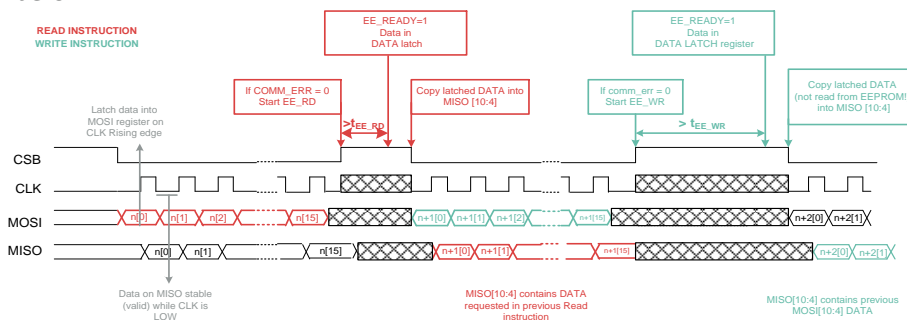 READ INSTRUCTION
WRITE INSTRUCTION
EE_READY=1
Data in
DATA latch
EE_READY=1
Data in
DATA LATCH register
If COMM_ERR = 0
Start EE_RD
Copy latched DATA into
MISO [10:4]
If comm_err = 0
Start EE_WR
Copy latched DATA
(not read from EEPROM!
into MISO [10:4]
Latch data into
MOSI register on
CLK Rising edge
>tEE_RD
> tEE_WR
CSB
CLK
MOSI
n[0]
n[1]
n[2]
n[15]
n+1[0]
n+1[1]
n+1[2]
n+1[15]
n+2[0]
n+2[1]
MISO
n[0]
n[1]
n[15]
n+1[0]
n+1[1]
n+1[15]
n+2[0]
n+2[1]
Data on MISO stable
(valid) while CLK is
LOW
MISO[10:4] contains DATA
requested in previous Read
instruction
MISO[10:4] contains previous
MOSI[10:4] DATA